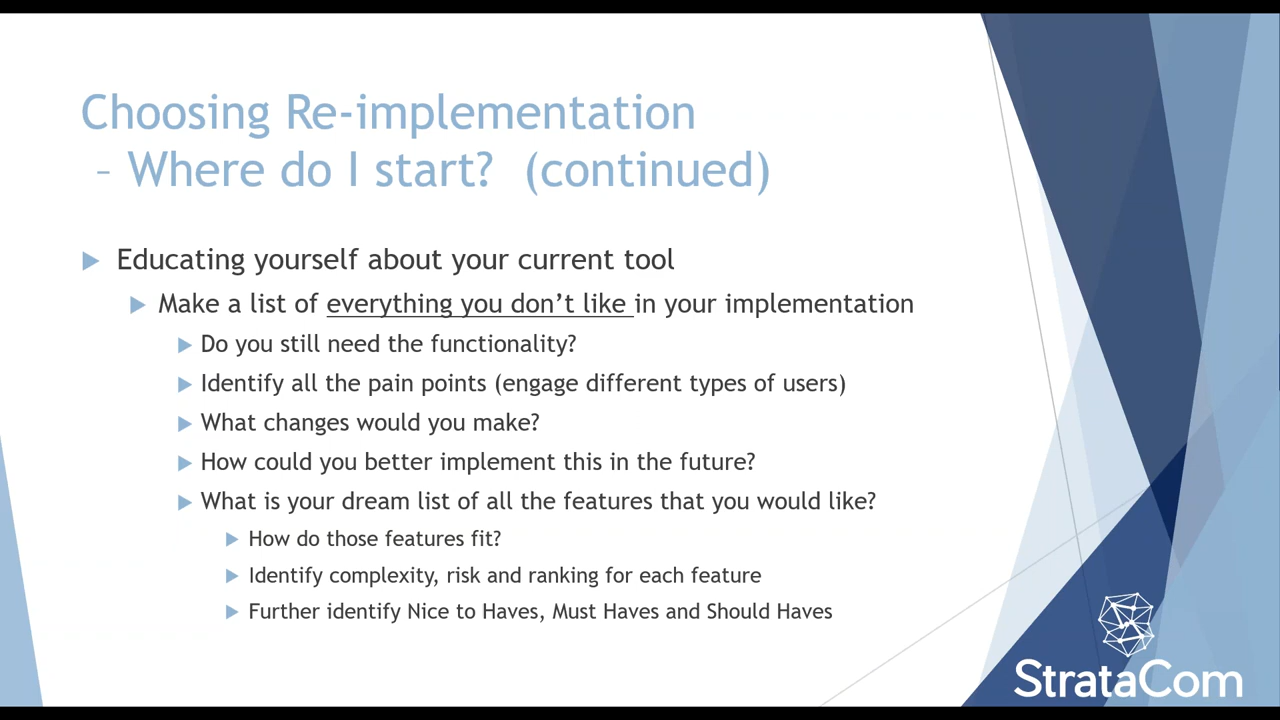 Choosing Re-implementation
– Where do I start? (continued)
Educating yourself about your current tool
Make a list of everything you don't like in your implementation
Do you still need the functionality?
Identify all the pain points (engage different types of users)
What changes would you make?
How could you better implement this in the future?
What is your dream list of all the features that you would like?
How do those features fit?
Identify complexity, risk and ranking for each feature
Further identify Nice to Haves, Must Haves and Should Haves
StrataCom